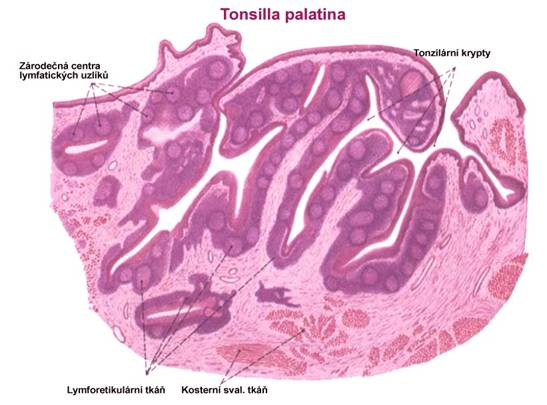 Tonsilla palatina
Tonzilární krypty
Zárodečná centra
lymfatických uzlíků
Lymforetikulární tkáň
Kosterní sval. tkáň